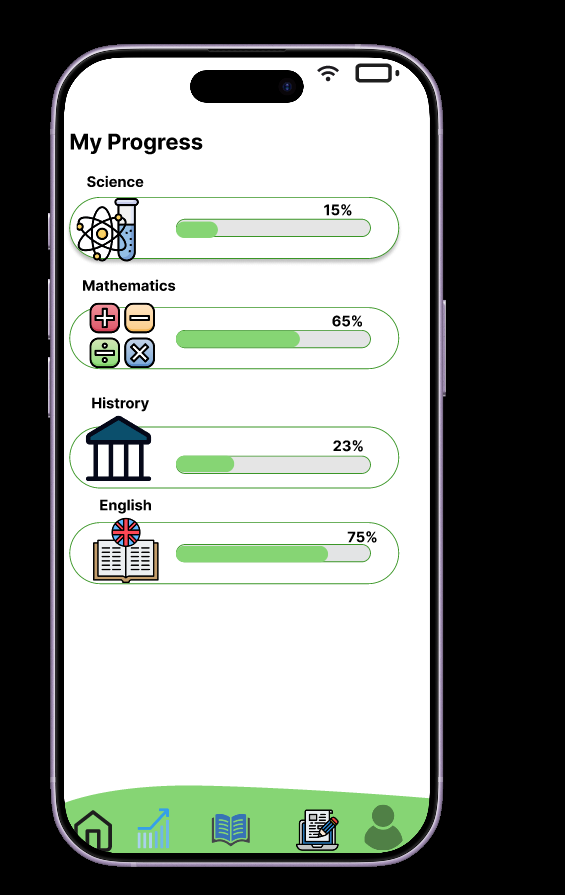 My Progress
Science
15%
Mathematics
65%
Histrory
23%
English
75%